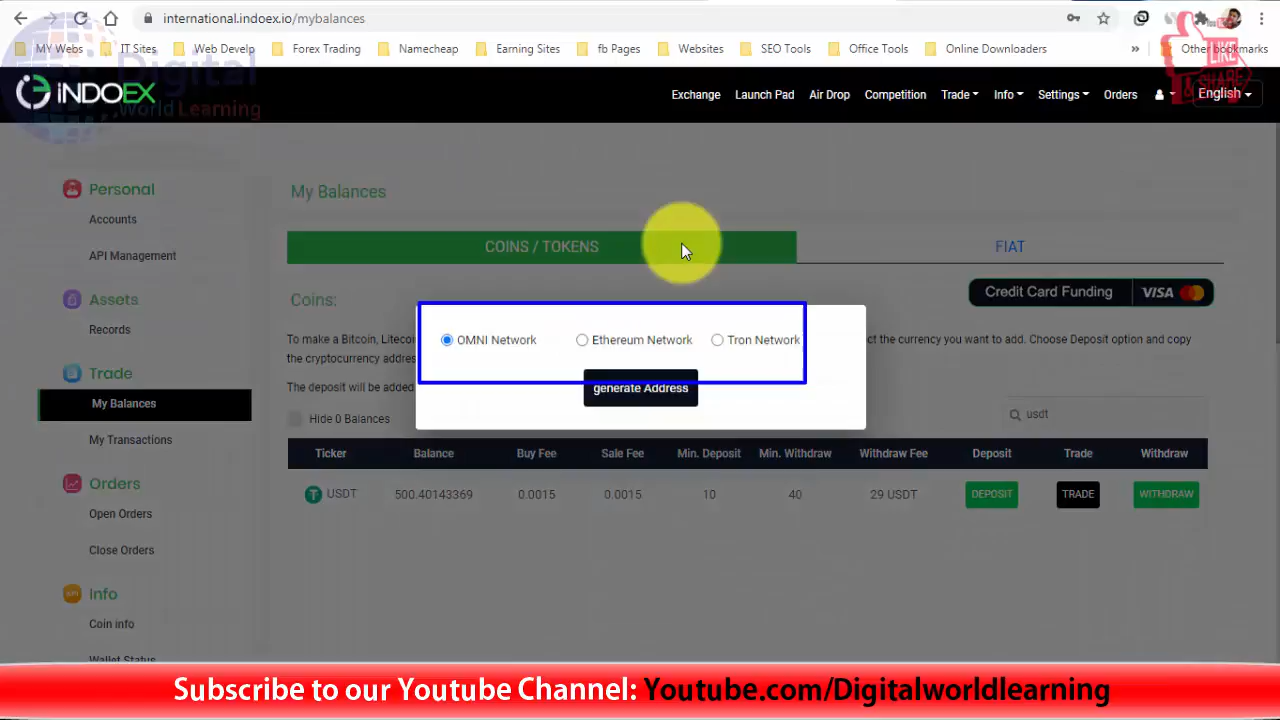 international.indoex.io/mybalances
MY Webs IT Sites Web Develp Forex Trading Namecheap Earning Sites fb Pages Websites SEO Tools Office Tools Online Downloaders » Other bookmarks
Digital
World Learning
LIKE
& SHARE
iNDOEX
Exchange Launch Pad Air Drop Competition Trade Info Settings Orders English
Personal
Accounts
API Management
Assets
Records
Trade
My Balances
My Transactions
Orders
Open Orders
Close Orders
Info
Coin info
Wallet Status
My Balances
COINS / TOKENS FIAT
Coins:
Credit Card Funding VISA
To make a Bitcoin, ct the currency you want to add. Choose Deposit option and copy
the cryptocurrency
The deposit will be added
OMNI Network Ethereum Network Tron Network
generate Address
Hide 0 Balances
usdt
Ticker Balance Buy Fee Sale Fee Min. Deposit Min. Withdraw Withdraw Fee Deposit Trade Withdraw
USDT 500.40143369 0.0015 0.0015 10 40 29 USDT DEPOSIT TRADE WITHDRAW
Subscribe to our Youtube Channel: Youtube.com/Digitalworldlearning